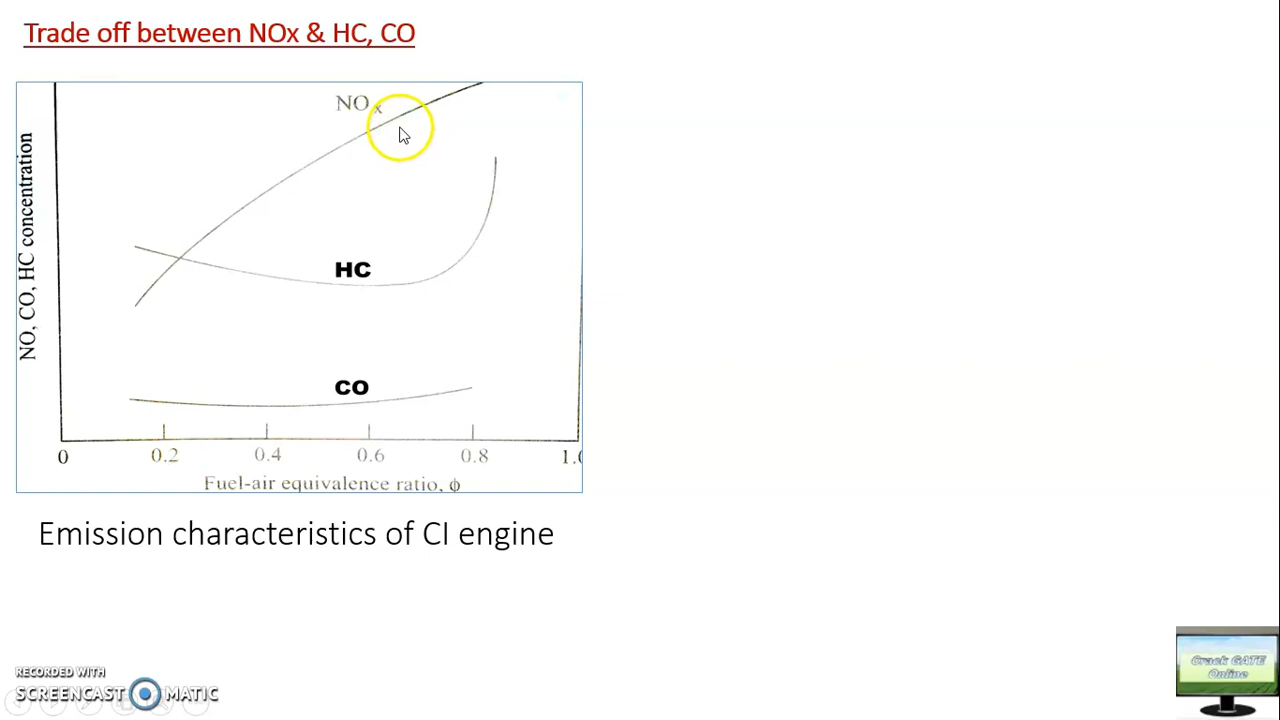 Trade off between NOx & HC, CO
NOx
NO, CO, HC concentration
HC
CO
0 0.2 0.4 0.6 0.8 1.0
Fuel-air equivalence ratio, ϕ
Emission characteristics of CI engine
RECORDED WITH
SCREENCAST MATIC
Crack GATE
Online